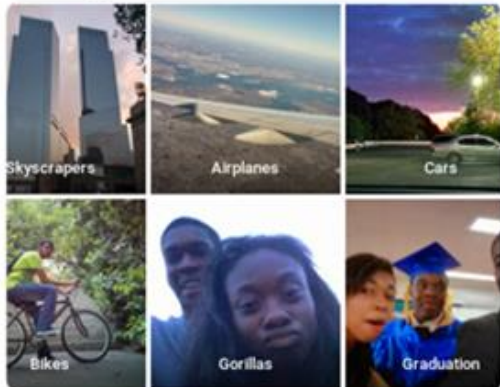 Skyscrapers
Airplanes
Cars
Bikes
Gorillas
Graduation